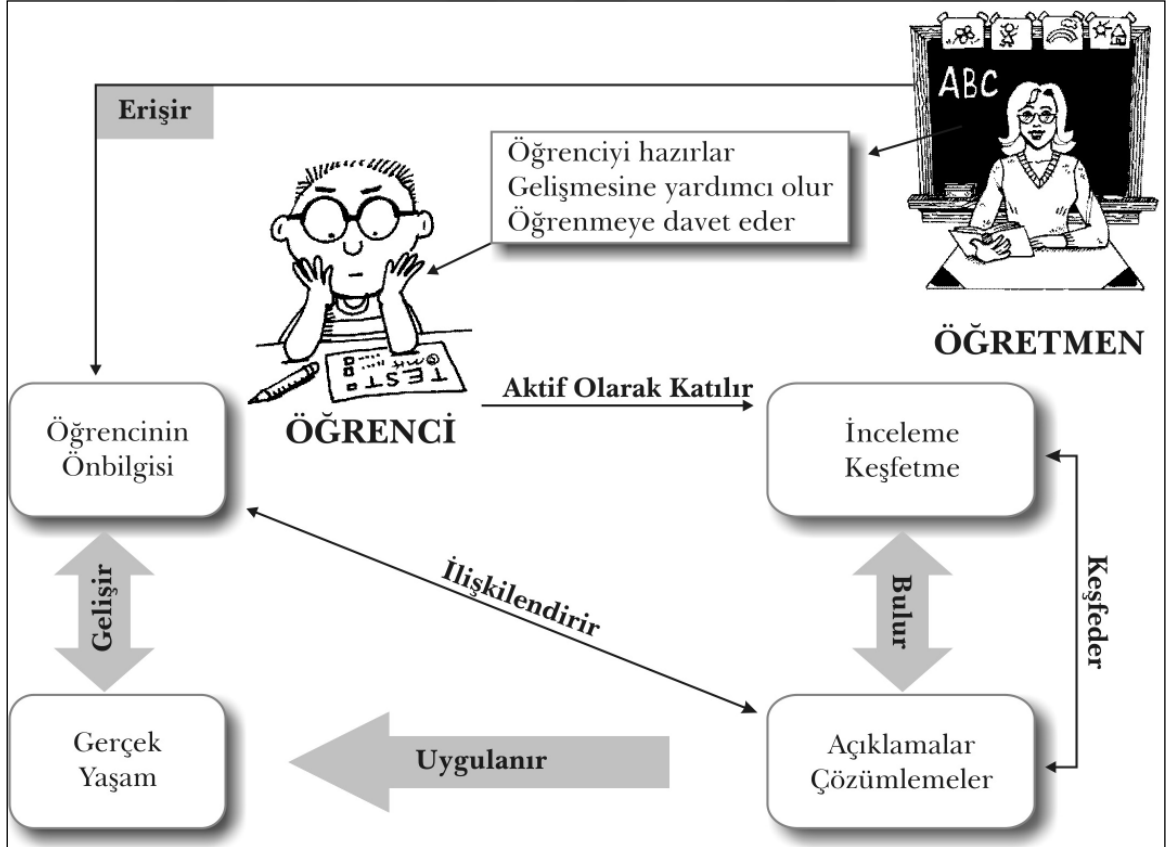 ABC
Erişir
Öğrenciyi hazırlar
Gelişmesine yardımcı olur
Öğrenmeye davet eder
ÖĞRETMEN
TEST
ÖĞRENCİ
Aktif Olarak Katılır
Öğrencinin
Önbilgisi
İnceleme
Keşfetme
Gelişir
İlişkilendirir
Bulur
Keşfeder
Gerçek
Yaşam
Uygulanır
Açıklamalar
Çözümlemeler